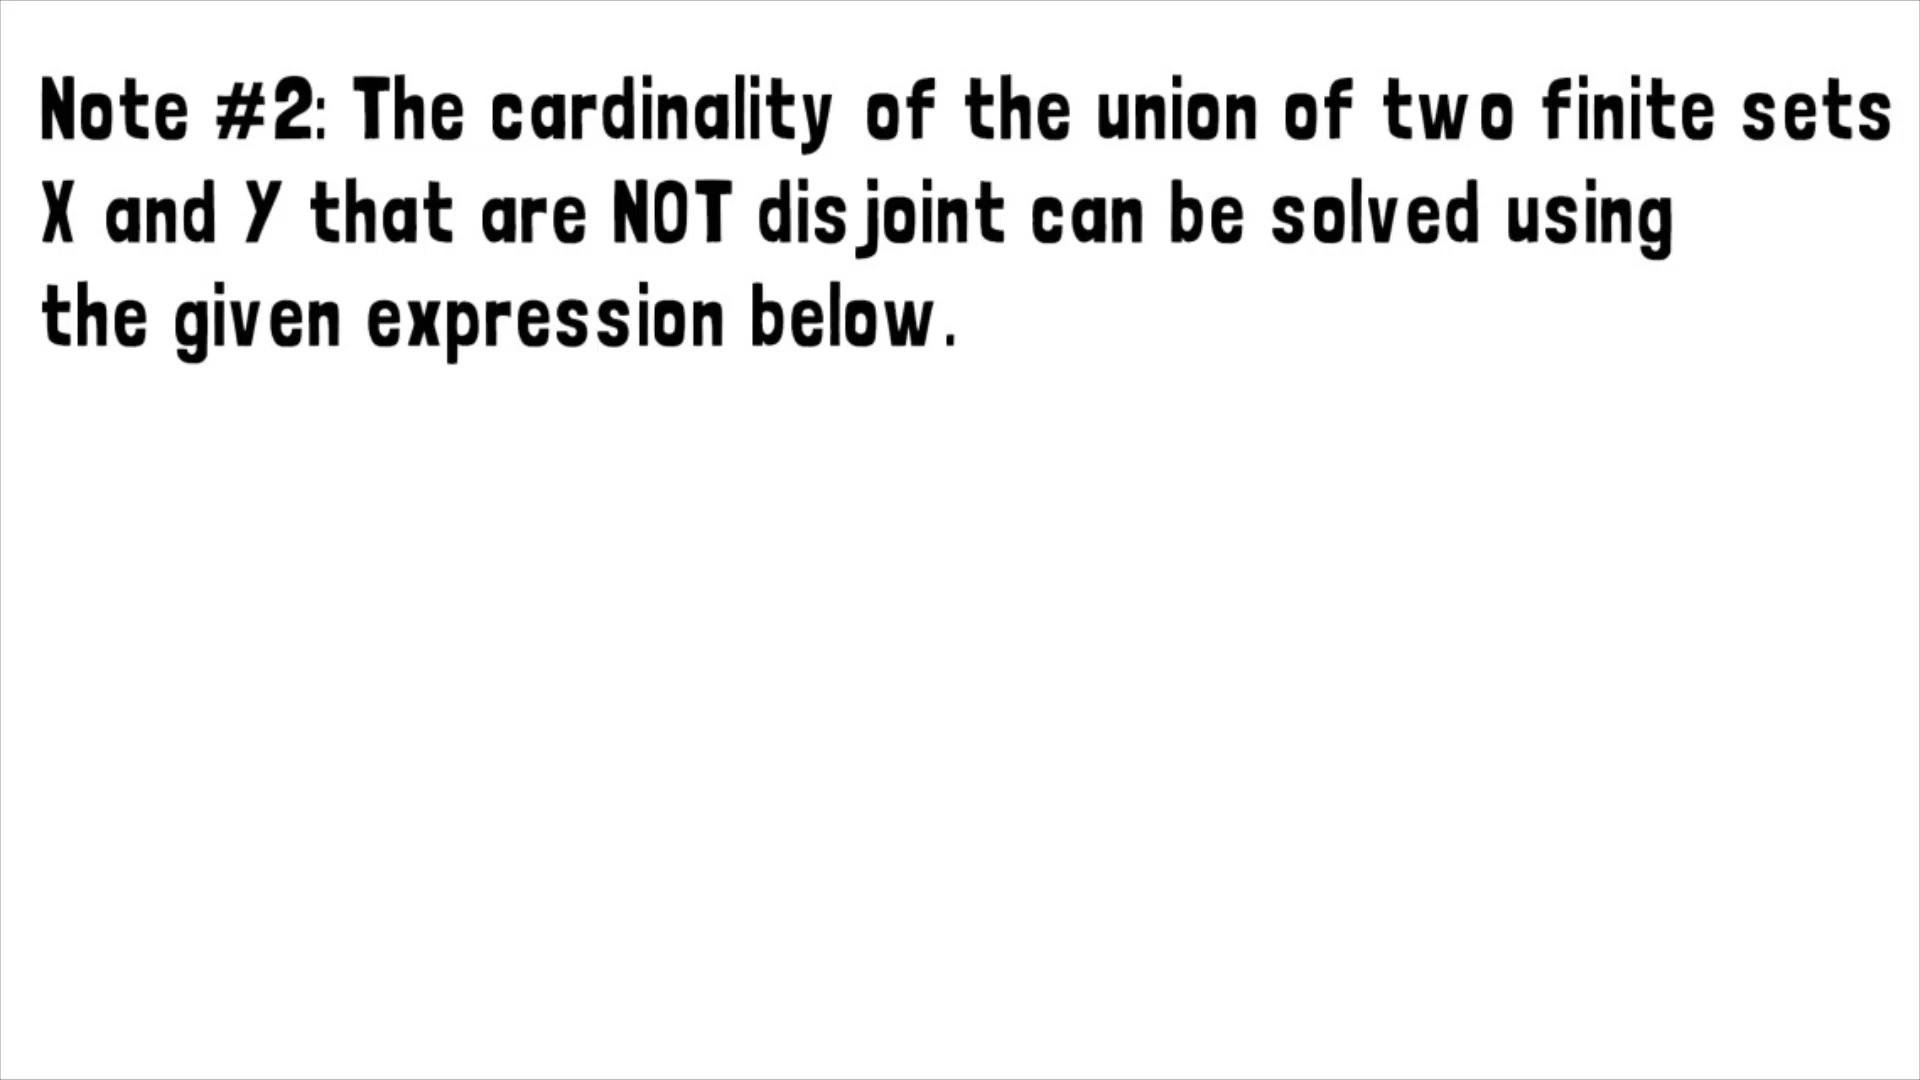 Note #2: The cardinality of the union of two finite sets
X and Y that are NOT disjoint can be solved using
the given expression below.